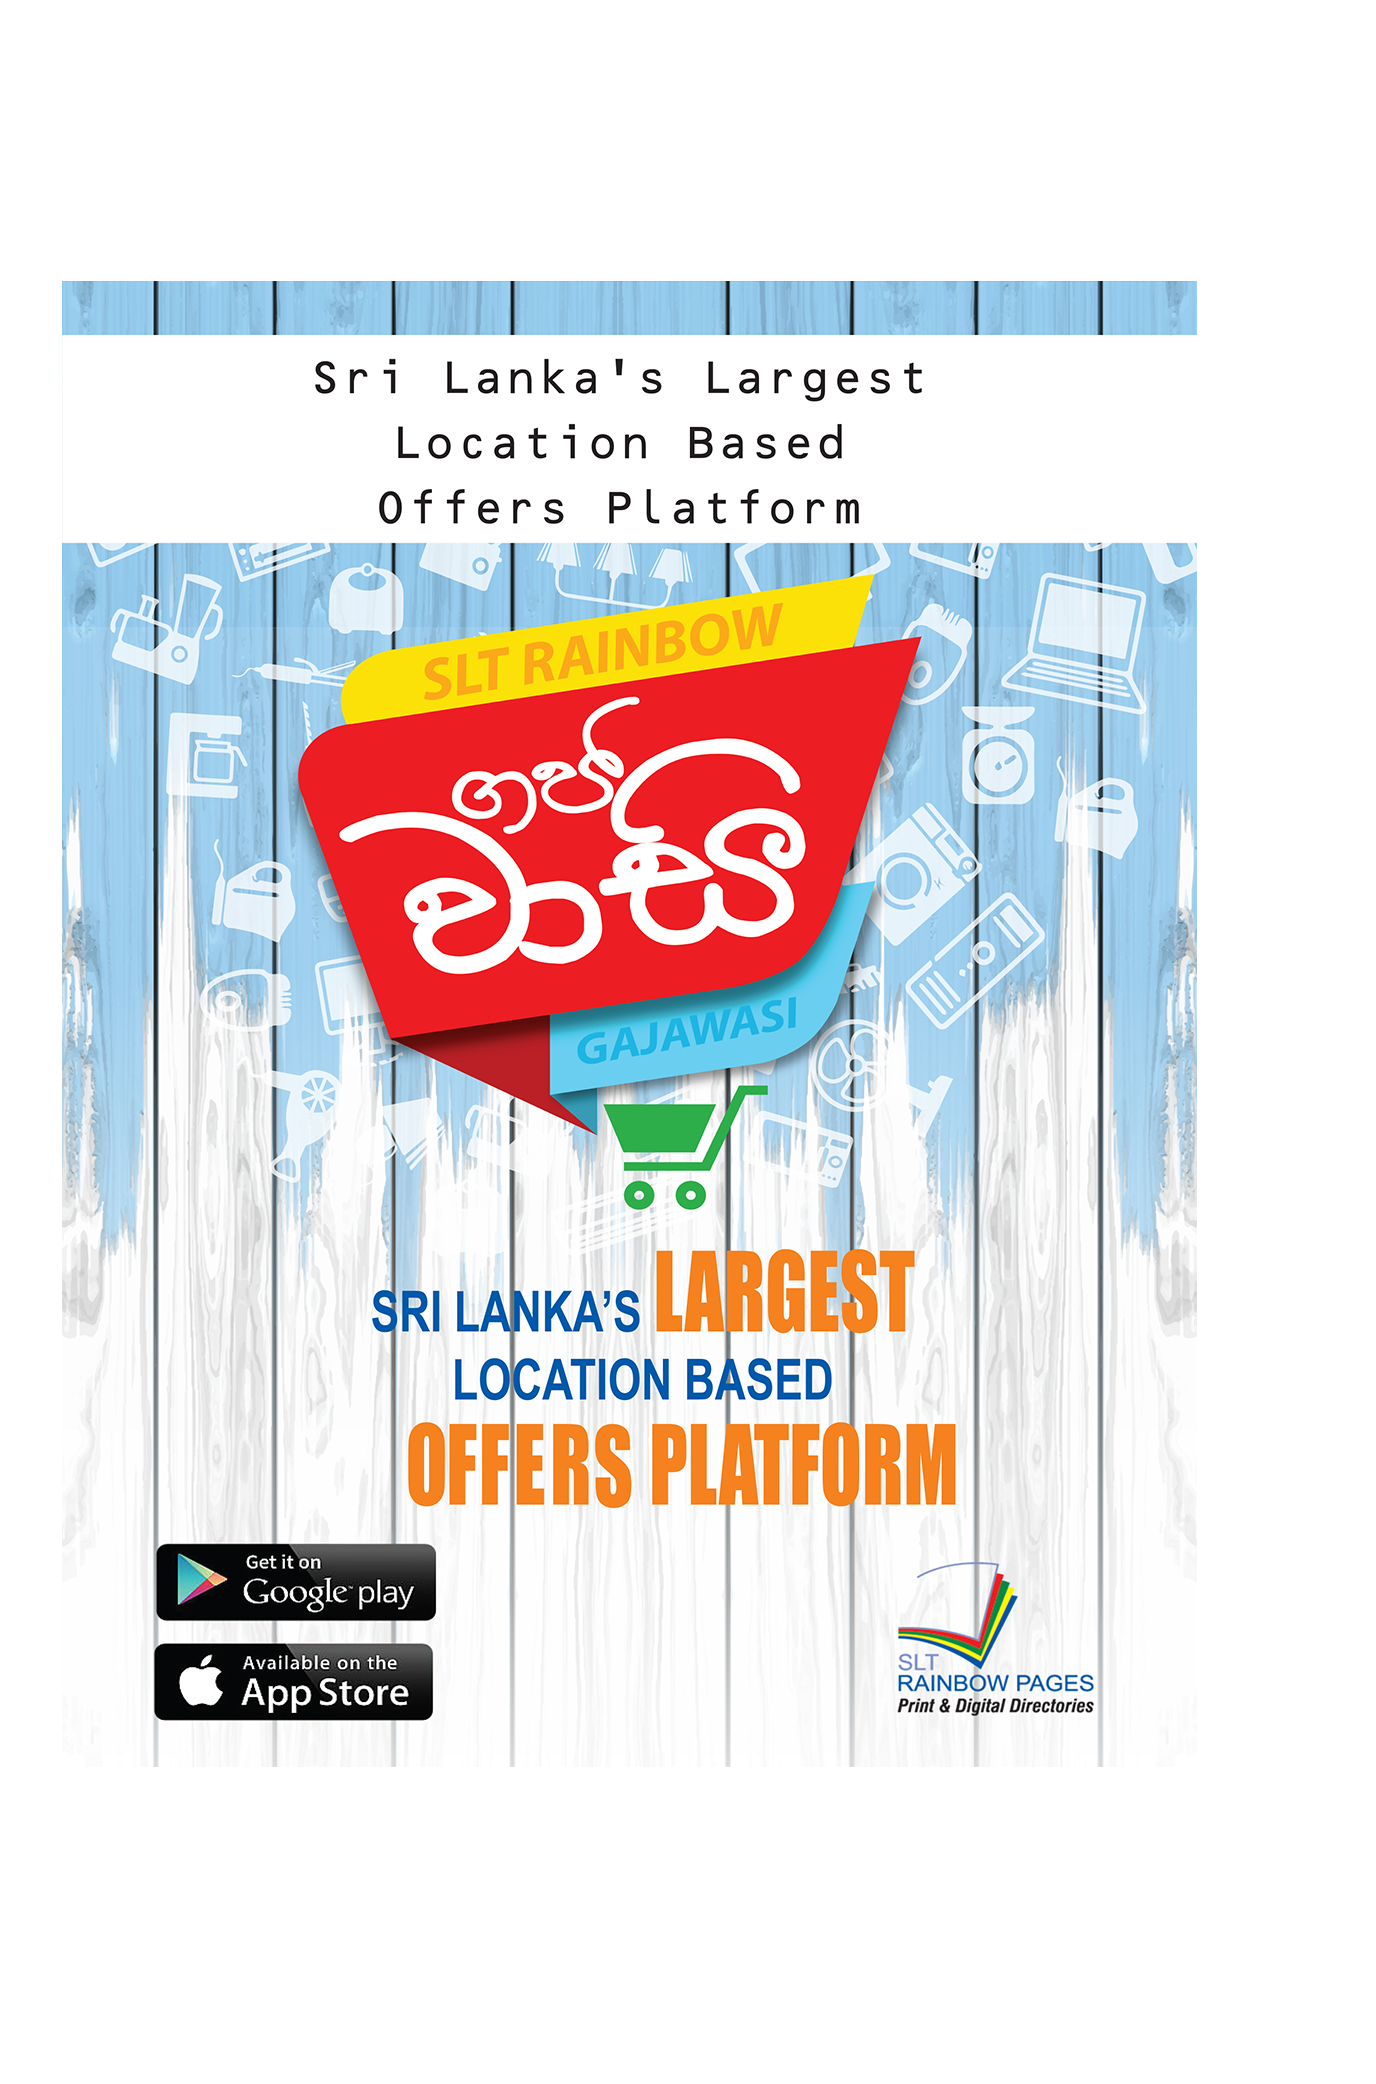 Sri Lanka's Largest
Location Based
Offers Platform
SLT RAINBOW
ගජ
වාසි
GAJAWASI
SRI LANKA’S LARGEST
LOCATION BASED
OFFERS PLATFORM
Get it on
Google play
Available on the
App Store
SLT
RAINBOW PAGES
Print & Digital Directories